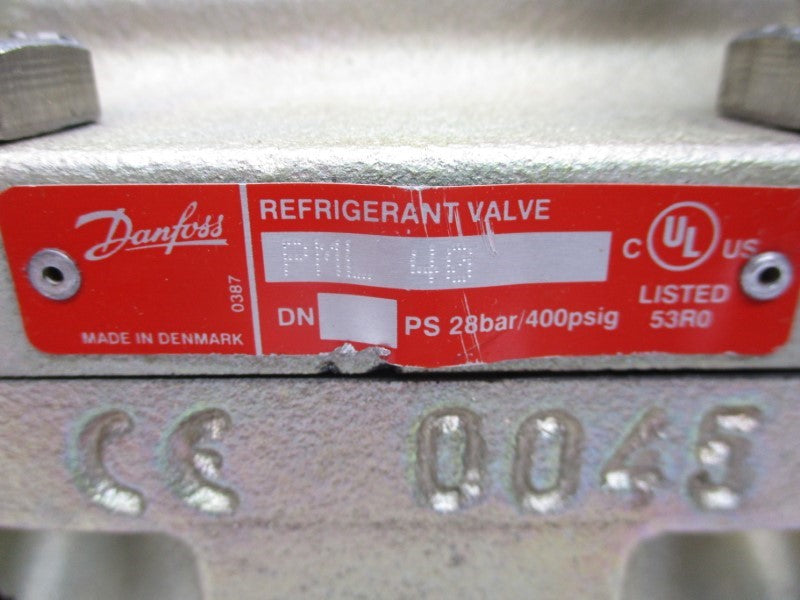 Danfoss
MADE IN DENMARK
0387
REFRIGERANT VALVE
PML 40
DN
PS 28bar/400psig
C UL US
LISTED
53R0
CE 0045